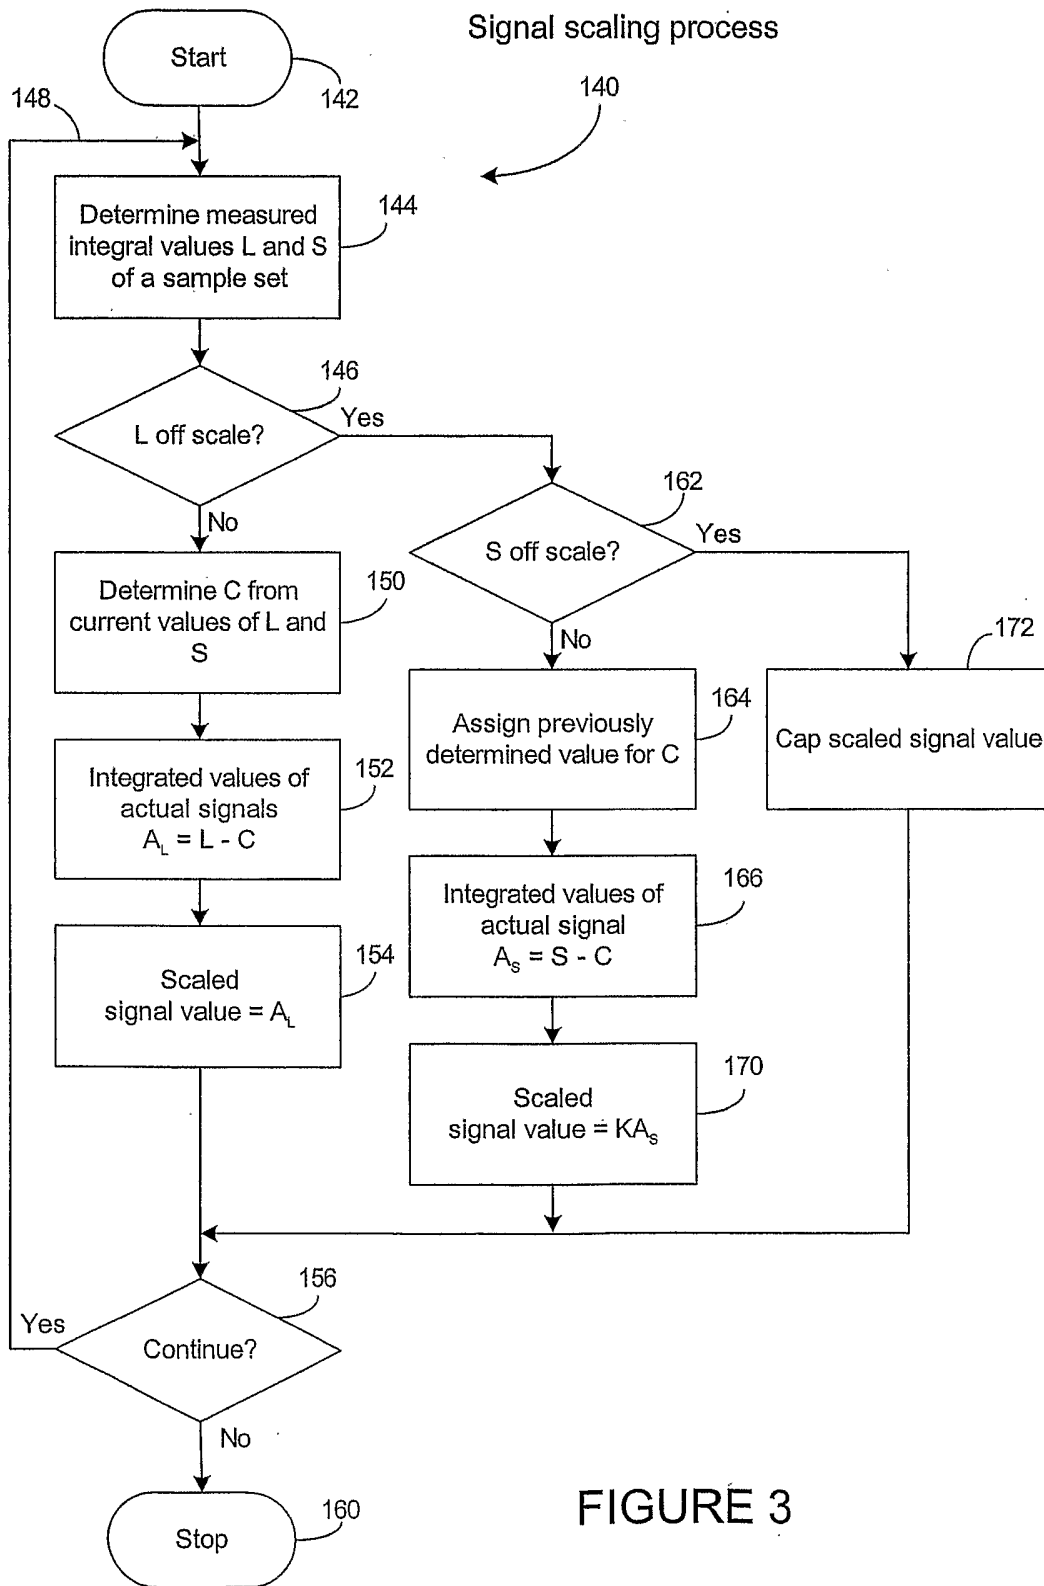 Signal scaling process
Start
142
148
140
Determine measured
integral values L and S
of a sample set
144
146
L off scale?
Yes
No
162
S off scale?
Yes
No
Determine C from
current values of L and
S
150
172
Assign previously
determined value for C
164
Cap scaled signal value
Integrated values of
actual signals
A_L = L - C
152
Integrated values of
actual signal
A_S = S - C
166
Scaled
signal value = A_L
154
Scaled
signal value = KA_S
170
156
Continue?
Yes
No
Stop
160
FIGURE 3